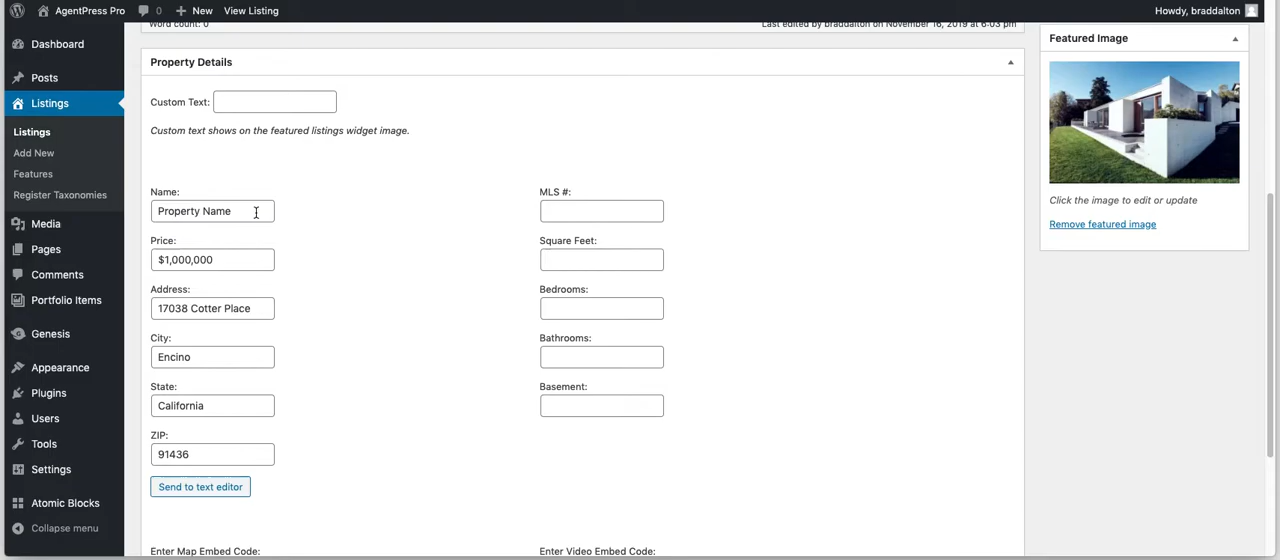 AgentPress Pro 0 New View Listing Howdy, braddalton
Dashboard
Posts
Listings
Listings
Add New
Features
Register Taxonomies
Media
Pages
Comments
Portfolio Items
Genesis
Appearance
Plugins
Users
Tools
Settings
Atomic Blocks
Collapse menu
Word count: 0 Last edited by braddalton on November 16, 2019 at 6:03 pm
Property Details
Custom Text:
Custom text shows on the featured listings widget image.
Name:
Property Name
Price:
$1,000,000
Address:
17038 Cotter Place
City:
Encino
State:
California
ZIP:
91436
Send to text editor
MLS #:
Square Feet:
Bedrooms:
Bathrooms:
Basement:
Enter Map Embed Code: Enter Video Embed Code:
Featured Image
Click the image to edit or update
Remove featured image